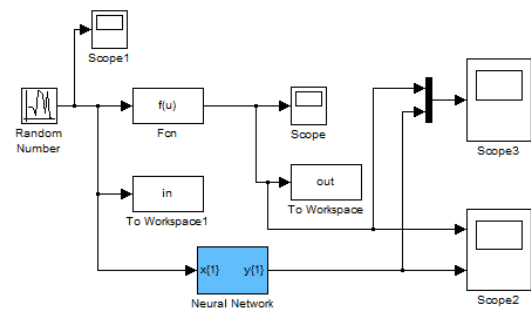 Scope1
Random
Number
f(u)
Fcn
Scope
Scope3
in
To Workspace1
out
To Workspace
x{1} y{1}
Neural Network
Scope2